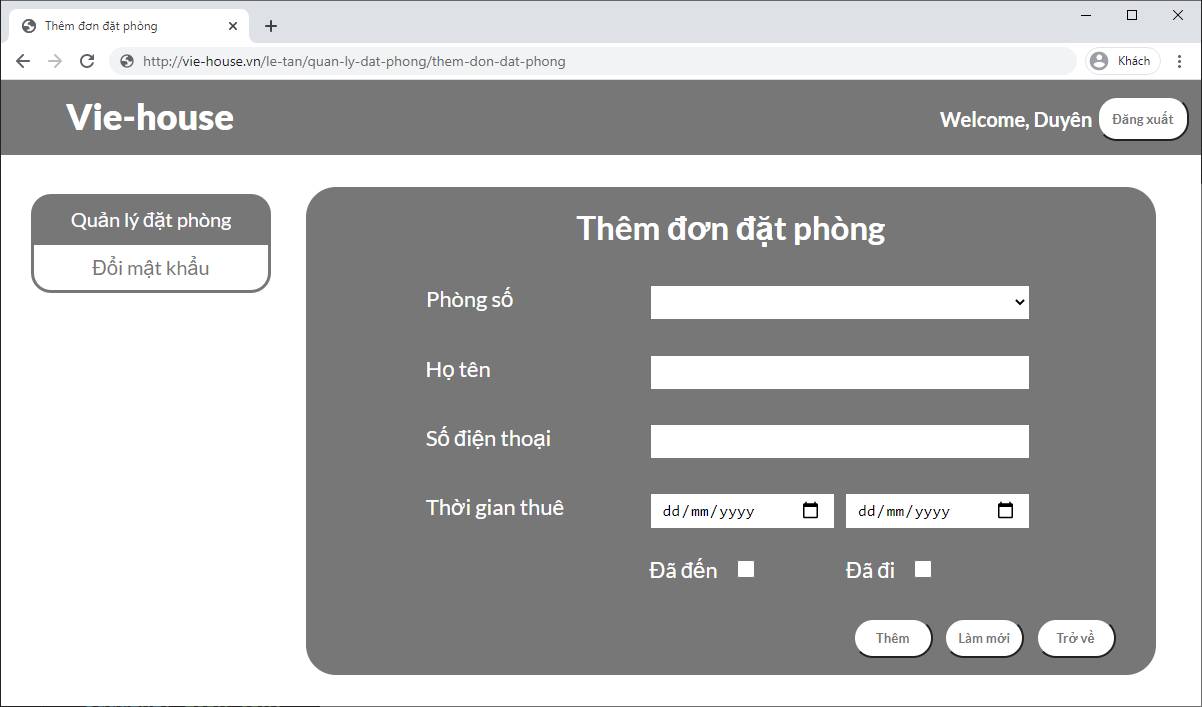 Thêm đơn đặt phòng
http://vie-house.vn/le-tan/quan-ly-dat-phong/them-don-dat-phong
Khách
Vie-house
Welcome, Duyên
Đăng xuất
Quản lý đặt phòng
Đổi mật khẩu
Thêm đơn đặt phòng
Phòng số
Họ tên
Số điện thoại
Thời gian thuê
dd/mm/yyyy
dd/mm/yyyy
Đã đến
Đã đi
Thêm
Làm mới
Trở về